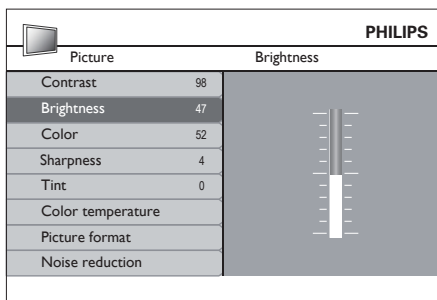 PHILIPS
Picture Brightness
Contrast 98
Brightness 47
Color 52
Sharpness 4
Tint 0
Color temperature
Picture format
Noise reduction